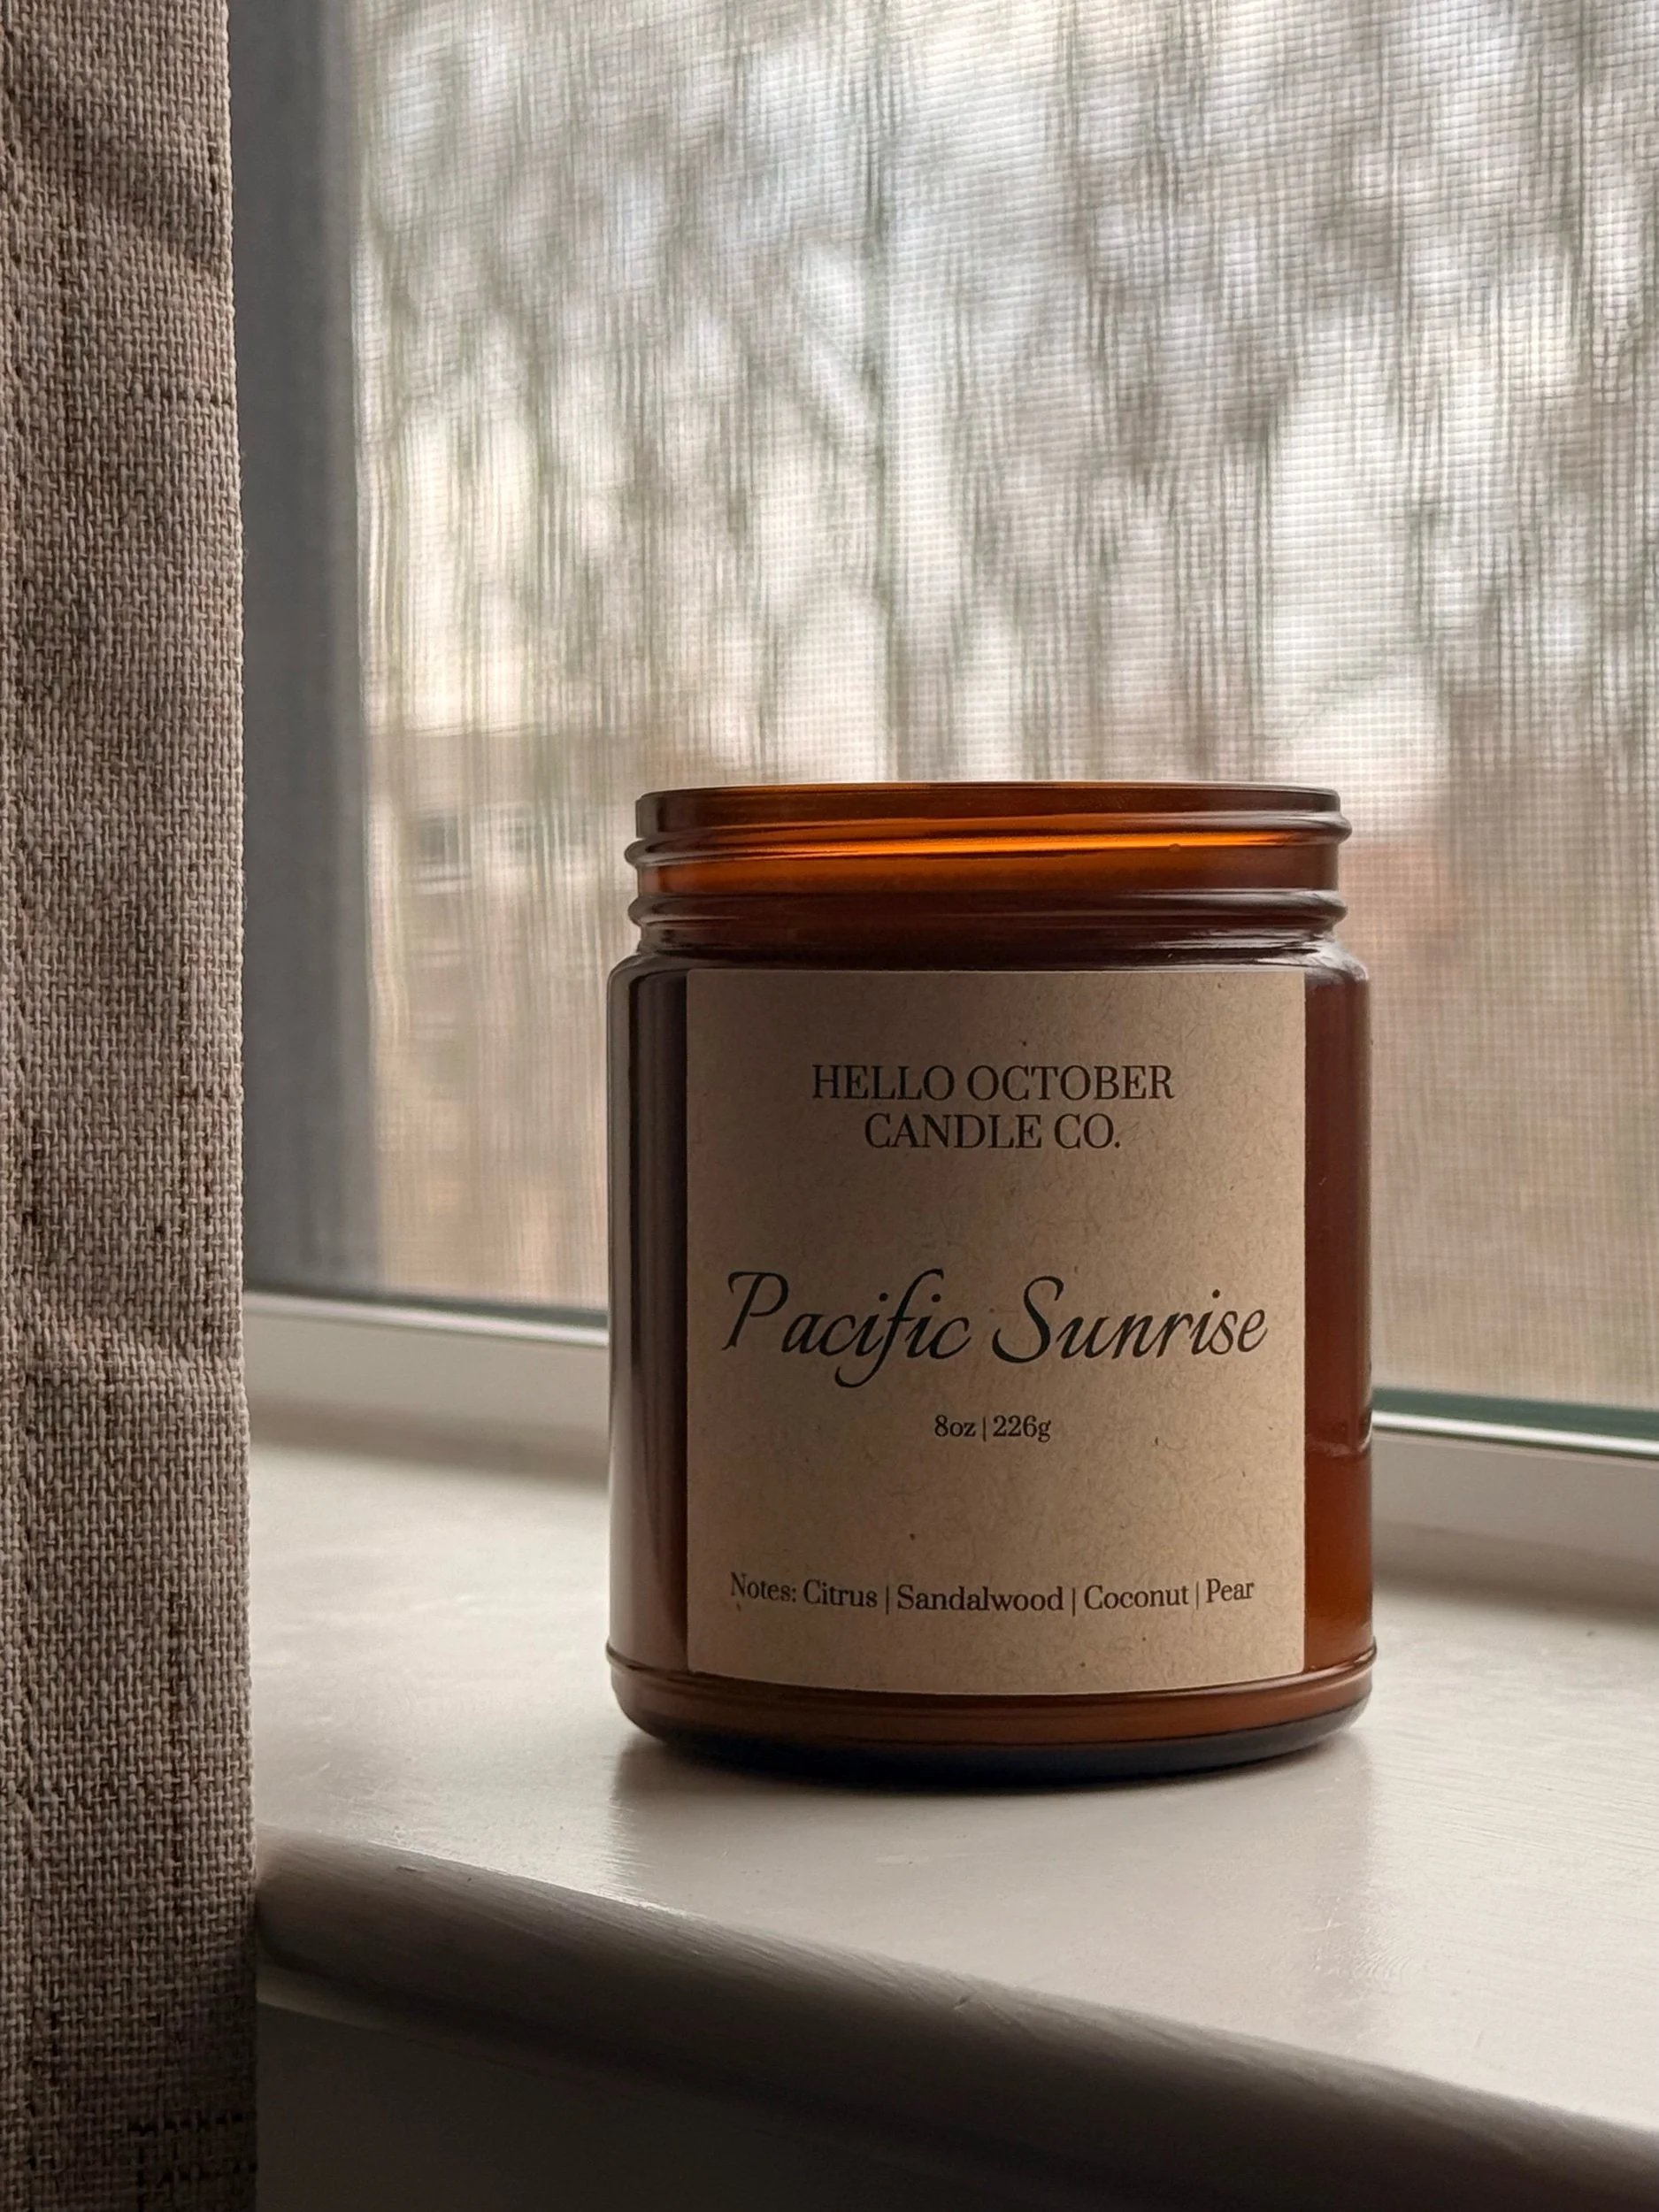 HELLO OCTOBER
CANDLE CO.
Pacific Sunrise
8oz | 226g
Notes: Citrus | Sandalwood | Coconut | Pear